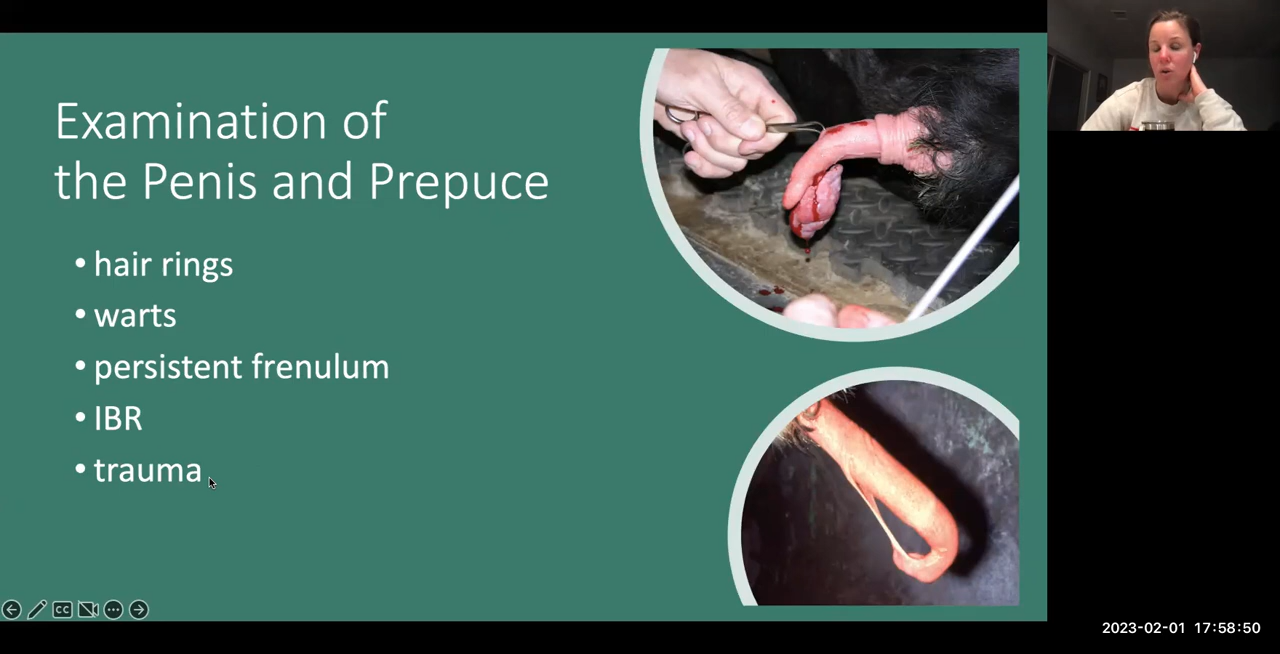 Examination of
the Penis and Prepuce
• hair rings
• warts
• persistent frenulum
• IBR
• trauma
CC
2023-02-01 17:58:50